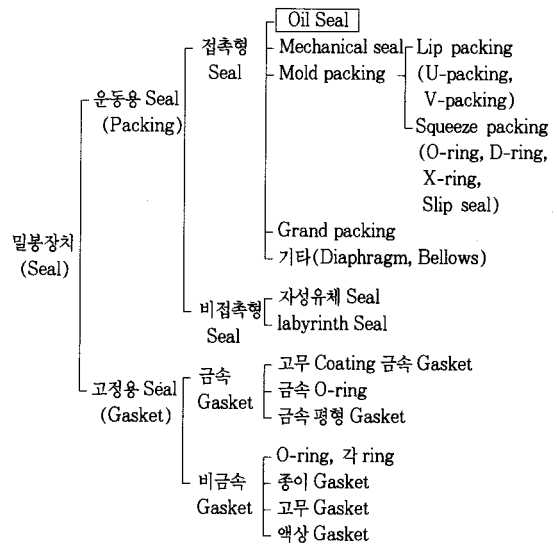 Oil Seal
접촉형 Seal
Mechanical seal
Lip packing
(U-packing,
V-packing)
Mold packing
Squeeze packing
(O-ring, D-ring,
X-ring,
Slip seal)
운동용 Seal
(Packing)
Grand packing
기타(Diaphragm, Bellows)
밀봉장치
(Seal)
비접촉형
Seal
자성유체 Seal
labyrinth Seal
고정용 Seal
(Gasket)
금속
Gasket
고무 Coating 금속 Gasket
금속 O-ring
금속 평형 Gasket
비금속
Gasket
O-ring, 각 ring
종이 Gasket
고무 Gasket
액상 Gasket